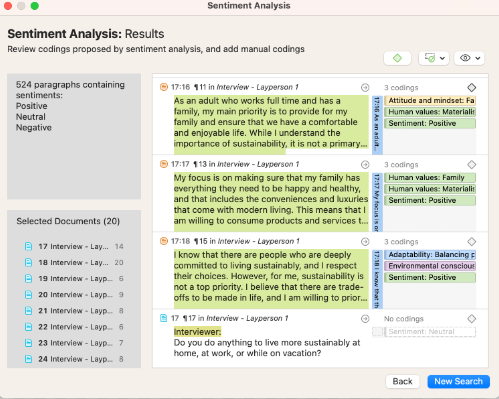 Sentiment Analysis
Sentiment Analysis: Results
Review codings proposed by sentiment analysis, and add manual codings
524 paragraphs containing
sentiments:
Positive
Neutral
Negative
Selected Documents (20)
17 Interview - Layp... 14
18 Interview - Layp... 20
19 Interview - Layp... 6
20 Interview - Layp... 9
21 Interview - Layp... 8
22 Interview - Layp... 6
23 Interview - Layp... 7
24 Interview - Layp... 8
17:16 ¶ 11 in Interview - Layperson 1
As an adult who works full time and has a
family, my main priority is to provide for my
family and ensure that we have a comfortable
and enjoyable life. While I understand the
importance of sustainability, it is not a primary...
17:16 As an adult...
3 codings
Attitude and mindset: Fa
Human values: Materialis
Sentiment: Positive
17:17 ¶ 13 in Interview - Layperson 1
My focus is on making sure that my family has
everything they need to be happy and healthy,
and that includes the conveniences and luxuries
that come with modern living. This means that I
am willing to consume products and services t...
17:17 My focus is o
3 codings
Human values: Family
Human values: Materialis
Sentiment: Positive
17:18 ¶ 15 in Interview - Layperson 1
I know that there are people who are deeply
committed to living sustainably, and I respect
their choices. However, for me, sustainability is
not a top priority. I believe that there are trade-
offs to be made in life, and I am willing to prior...
17:18 I know that th
3 codings
Adaptability: Balancing p
Environmental conscious
Sentiment: Positive
17 ¶ 17 in Interview - Layperson 1
Interviewer:
Do you do anything to live more sustainably at
home, at work, or while on vacation?
No codings
Sentiment: Neutral
Back
New Search